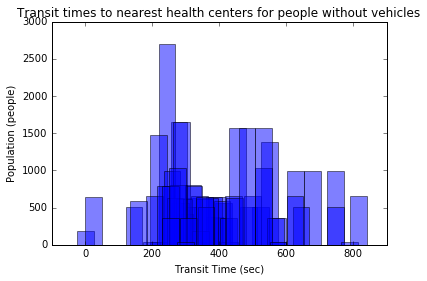 Transit times to nearest health centers for people without vehicles
3000
2500
2000
1500
1000
500
0
Population (people)
0 200 400 600 800
Transit Time (sec)